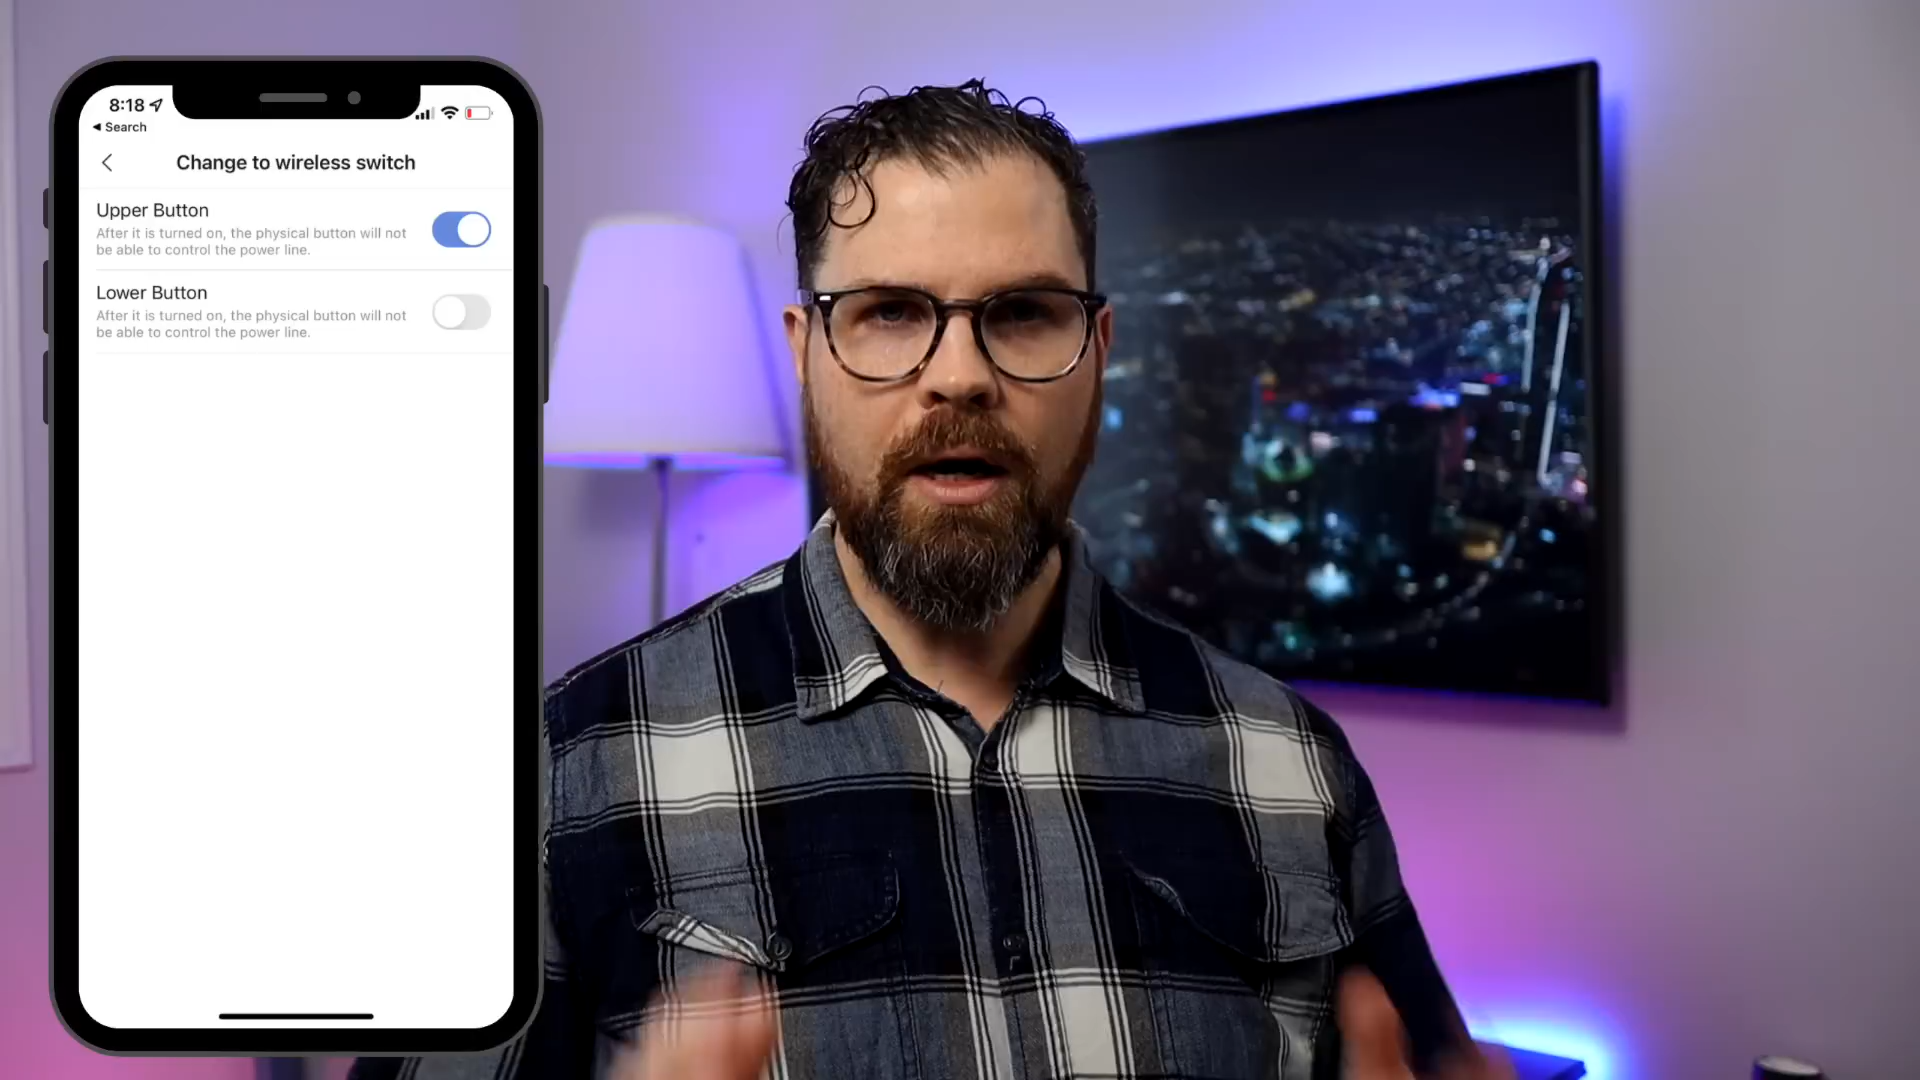 8:18
◀ Search
Change to wireless switch
Upper Button
After it is turned on, the physical button will not
be able to control the power line.
Lower Button
After it is turned on, the physical button will not
be able to control the power line.